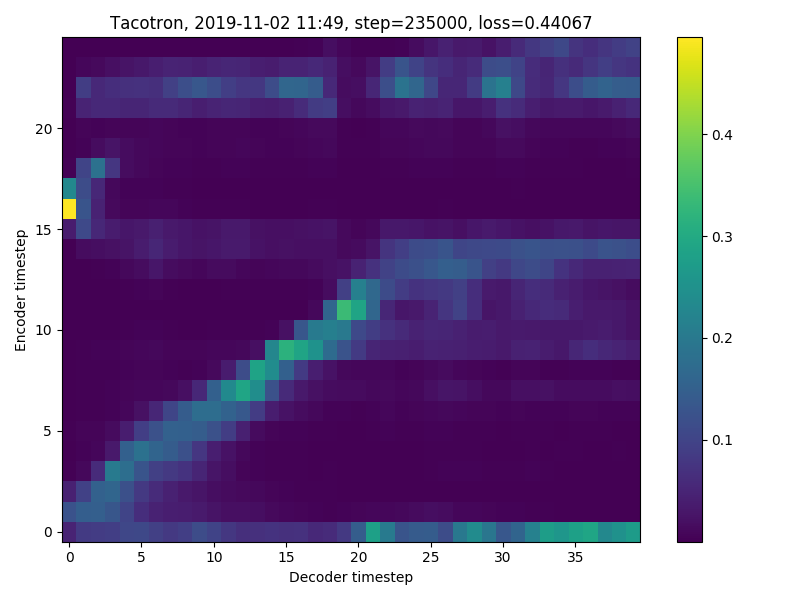 Tacotron, 2019-11-02 11:49, step=235000, loss=0.44067
Encoder timestep
20
15
10
5
0
0 5 10 15 20 25 30 35
Decoder timestep
0.4
0.3
0.2
0.1